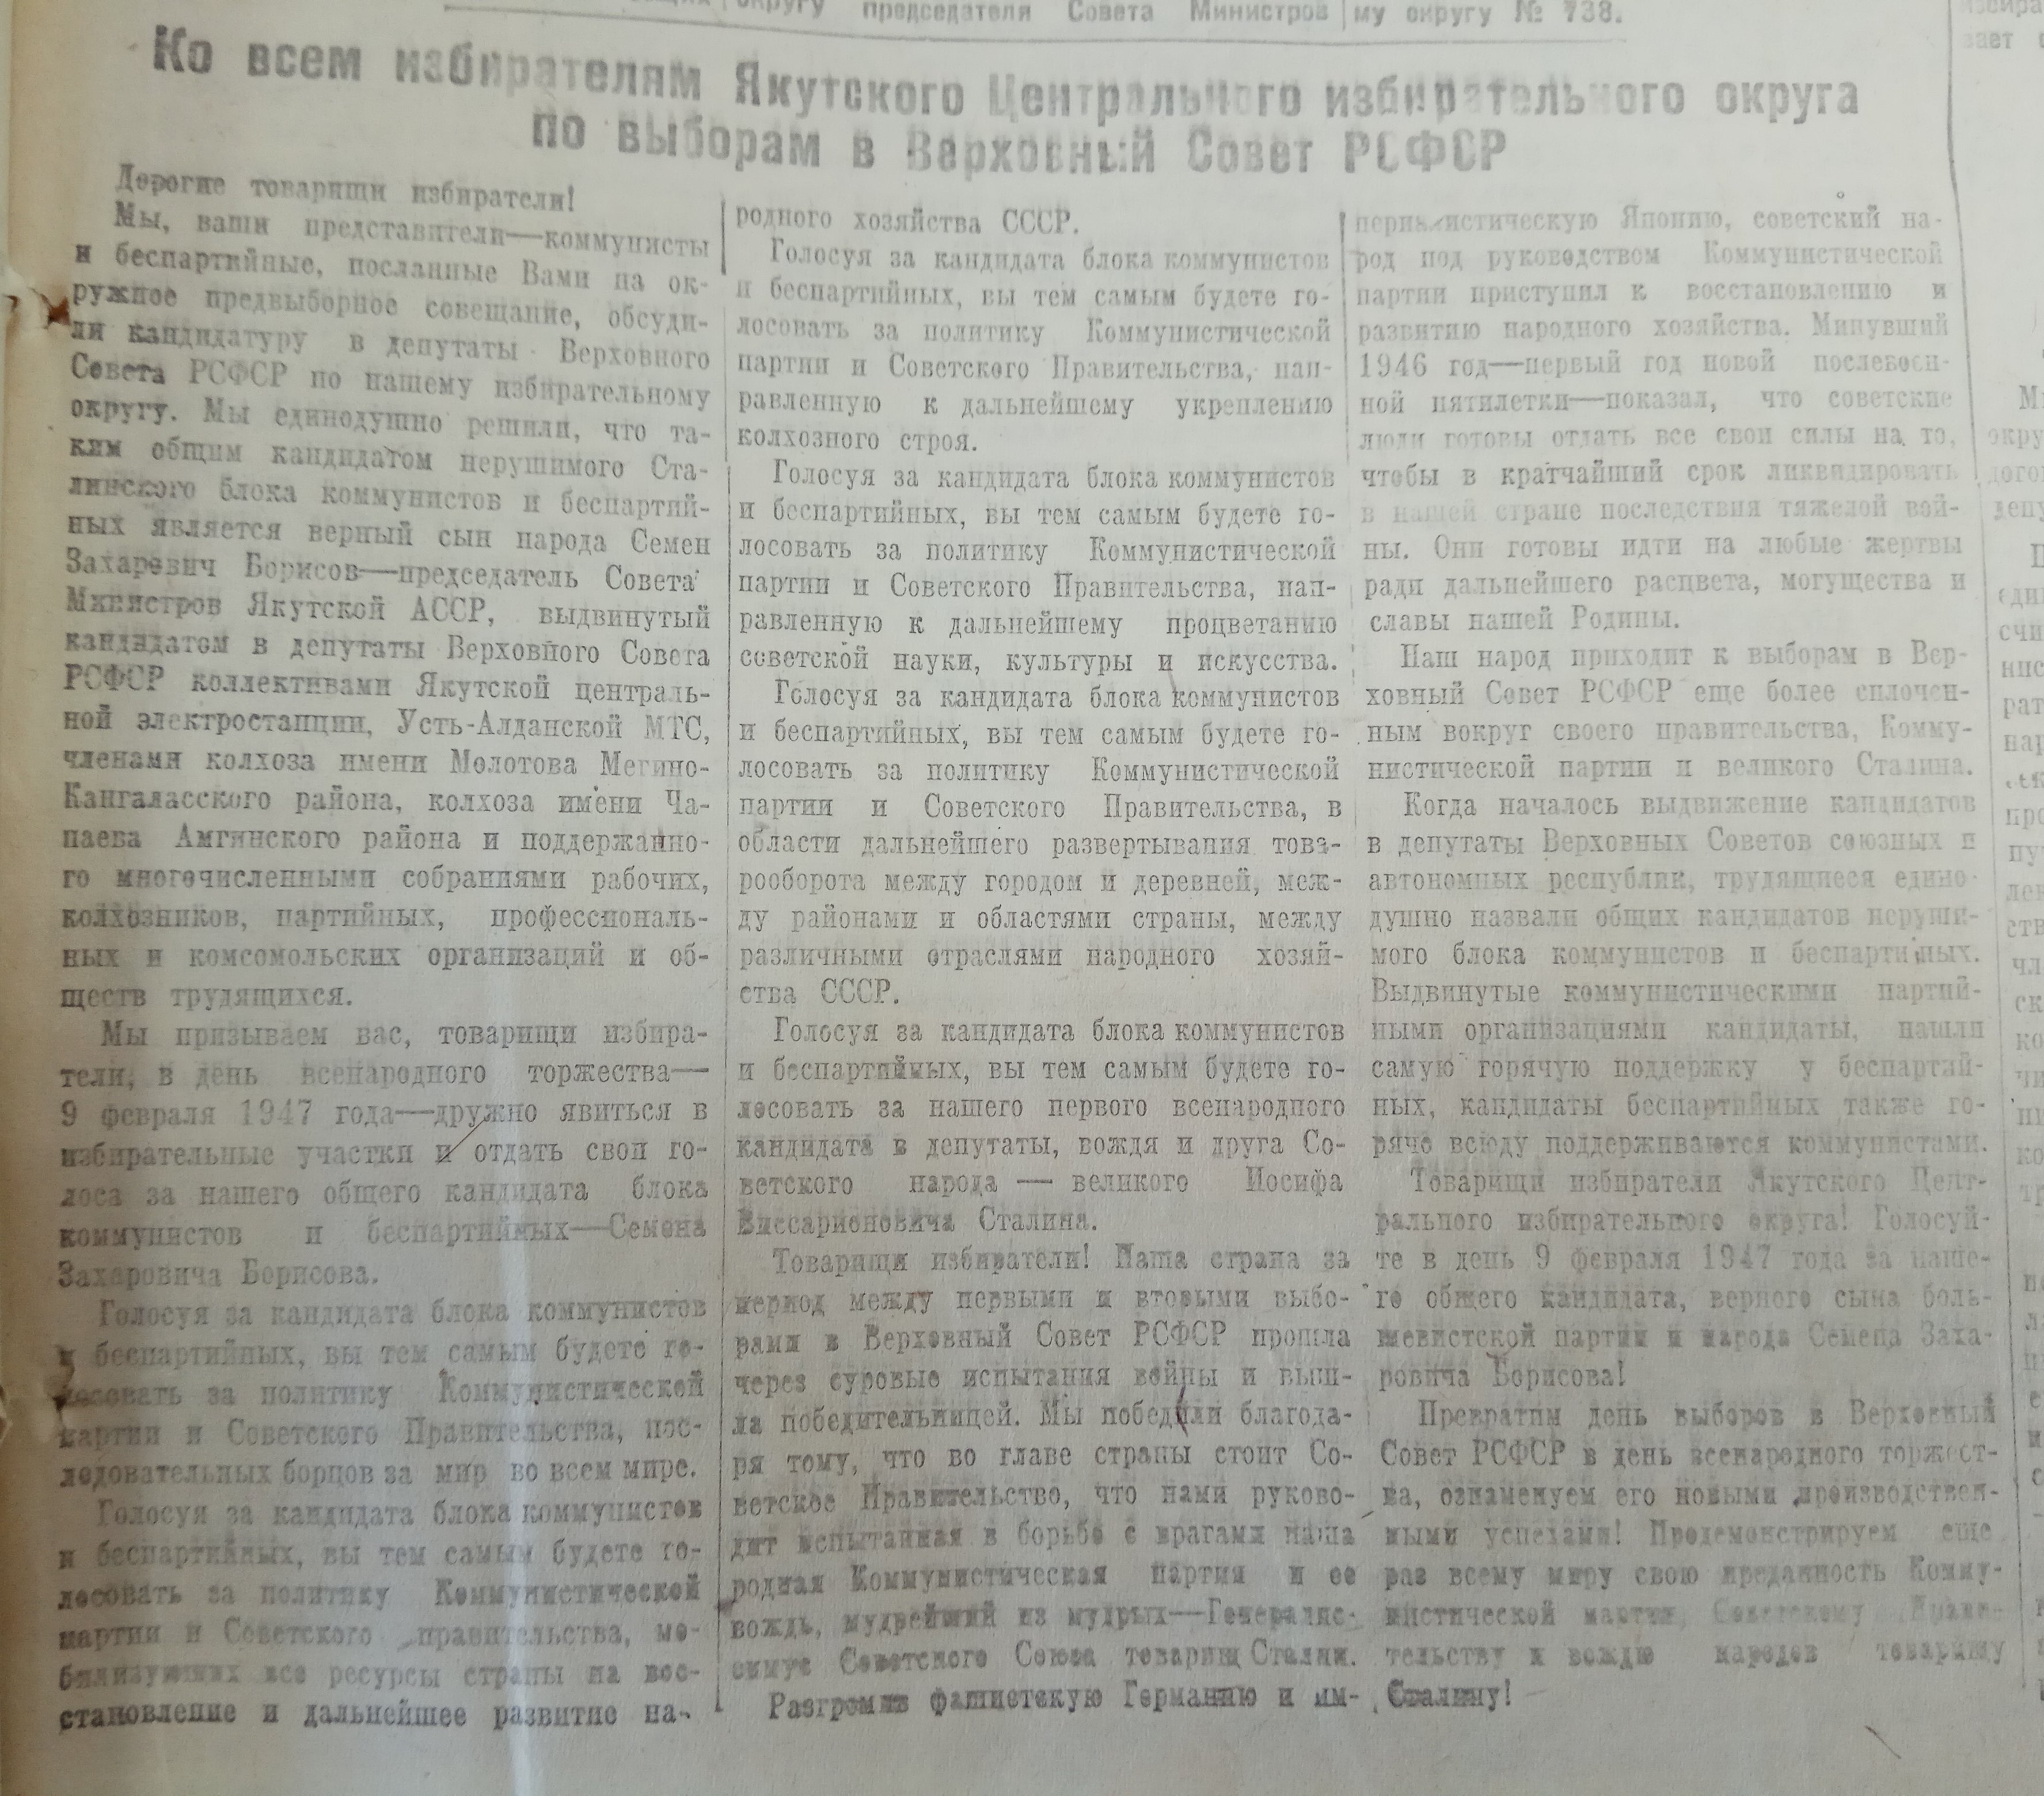 округу председателя Совета Министров
му округу № 738.
Ко всем избирателям Якутского Центрального избирательного округа
по выборам в Верховный Совет РСФСР
Дорогие товарищи избиратели!
Мы, ваши представители—коммунисты
и беспартийные, посланные Вами на ок-
ружное предвыборное совещание, обсуди-
ли кандидатуру в депутаты Верховного
Совета РСФСР по нашему избирательному
округу. Мы единодушно решили, что та-
ким общим кандидатом нерушимого Ста-
линского блока коммунистов и беспартий-
ных является верный сын народа Семен
Захарович Борисов—председатель Совета
Министров Якутской АССР, выдвинутый
кандидатом в депутаты Верховного Совета
РСФСР коллективами Якутской централь-
ной электростанции, Усть-Алданской МТС,
членами колхоза имени Молотова Мегино-
Кангаласского района, колхоза имени Ча-
паева Амгинского района и поддержанно-
го многочисленными собраниями рабочих,
колхозников, партийных, профессиональ-
ных и комсомольских организаций и об-
ществ трудящихся.
Мы призываем вас, товарищи избира-
тели, в день всенародного торжества—
9 февраля 1947 года—дружно явиться в
избирательные участки и отдать свои го-
лоса за нашего общего кандидата блока
коммунистов и беспартийных—Семена
Захаровича Борисова.
Голосуя за кандидата блока коммунистов
и беспартийных, вы тем самым будете го-
лосовать за политику Коммунистической
партии и Советского Правительства, пос-
ледовательных борцов за мир во всем мире.
Голосуя за кандидата блока коммунистов
и беспартийных, вы тем самым будете го-
лосовать за политику Коммунистической
партии и Советского правительства, мо-
билизующих все ресурсы страны на вос-
становление и дальнейшее развитие на-
родного хозяйства СССР.
Голосуя за кандидата блока коммунистов
и беспартийных, вы тем самым будете го-
лосовать за политику Коммунистической
партии и Советского Правительства, нап-
равленную к дальнейшему укреплению
колхозного строя.
Голосуя за кандидата блока коммунистов
и беспартийных, вы тем самым будете го-
лосовать за политику Коммунистической
партии и Советского Правительства, нап-
равленную к дальнейшему процветанию
советской науки, культуры и искусства.
Голосуя за кандидата блока коммунистов
и беспартийных, вы тем самым будете го-
лосовать за политику Коммунистической
партии и Советского Правительства, в
области дальнейшего развертывания това-
рооборота между городом и деревней, меж-
ду районами и областями страны, между
различными отраслями народного хозяй-
ства СССР.
Голосуя за кандидата блока коммунистов
и беспартийных, вы тем самым будете го-
лосовать за нашего первого всенародного
кандидата в депутаты, вождя и друга Со-
ветского народа — великого Иосифа
Виссарионовича Сталина.
Товарищи избиратели! Наша страна за
период между первыми и вторыми выбо-
рами в Верховный Совет РСФСР прошла
через суровые испытания войны и выш-
ла победительницей. Мы победили благода-
ря тому, что во главе страны стоит Со-
ветское Правительство, что нами руково-
дит испытанная в борьбе с врагами наша
родная Коммунистическая партия и ее
вождь, мудрейший из мудрых—Генералис-
симус Советского Союза товарищ Сталин.
Разгромив фашистскую Германию и им-
периалистическую Японию, советский на-
род под руководством Коммунистической
партии приступил к восстановлению и
развитию народного хозяйства. Минувший
1946 год—первый год новой послевоен-
ной пятилетки—показал, что советские
люди готовы отдать все свои силы на то,
чтобы в кратчайший срок ликвидировать
в нашей стране последствия тяжелой вой-
ны. Они готовы идти на любые жертвы
ради дальнейшего расцвета, могущества и
славы нашей Родины.
Наш народ приходит к выборам в Вер-
ховный Совет РСФСР еще более сплочен-
ным вокруг своего правительства, Комму-
нистической партии и великого Сталина.
Когда началось выдвижение кандидатов
в депутаты Верховных Советов союзных и
автономных республик, трудящиеся едино-
душно назвали общих кандидатов неруши-
мого блока коммунистов и беспартийных.
Выдвинутые коммунистическими партий-
ными организациями кандидаты, нашли
самую горячую поддержку у беспартий-
ных, кандидаты беспартийных также го-
рячо всюду поддерживаются коммунистами.
Товарищи избиратели Якутского Цент-
рального избирательного округа! Голосуй-
те в день 9 февраля 1947 года за наше-
го общего кандидата, верного сына боль-
шевистской партии и народа Семена Заха-
ровича Борисова!
Превратим день выборов в Верховный
Совет РСФСР в день всенародного торжест-
ва, ознаменуем его новыми производствен-
ными успехами! Продемонстрируем еще
раз всему миру свою преданность Комму-
нистической партии, Советскому Прави-
тельству и вождю народов товарищу
Сталину!